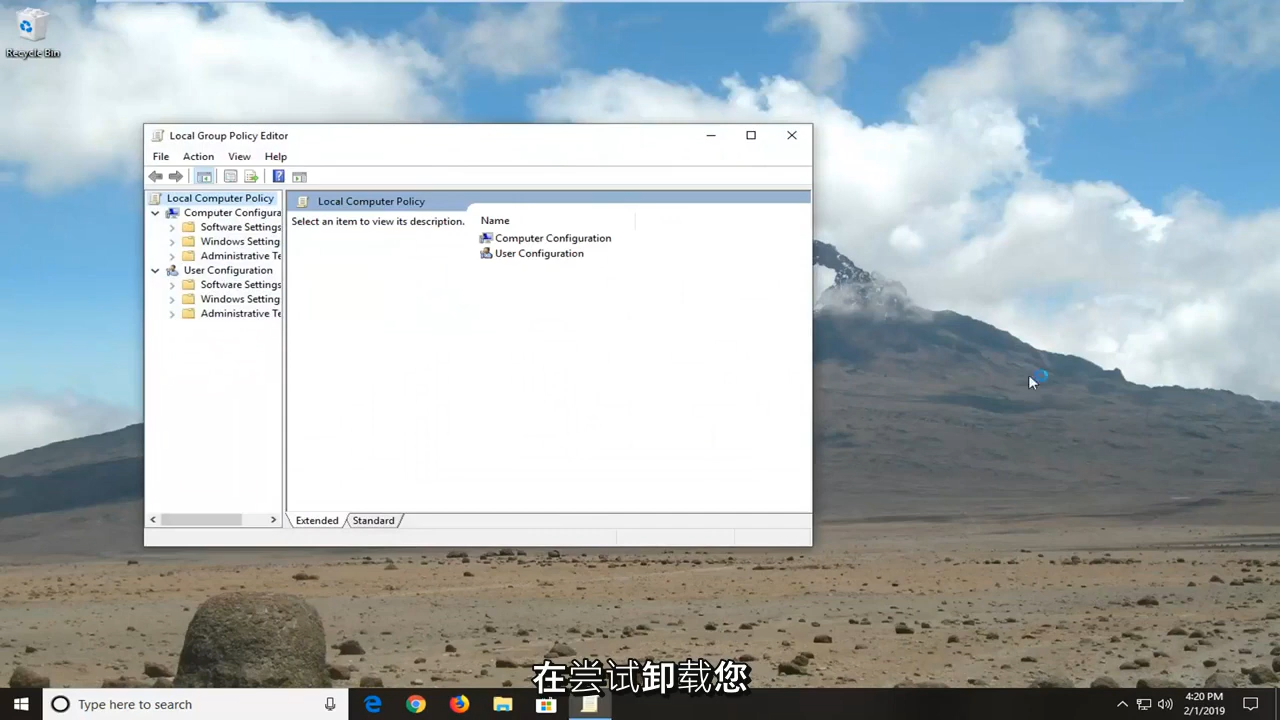 Recycle Bin
Local Group Policy Editor
File Action View Help
Local Computer Policy
Computer Configura
Software Settings
Windows Setting
Administrative Te
User Configuration
Software Settings
Windows Setting
Administrative Te
Local Computer Policy
Select an item to view its description.
Name
Computer Configuration
User Configuration
Extended
Standard
在尝试卸载您
Type here to search
4:20 PM
2/1/2019